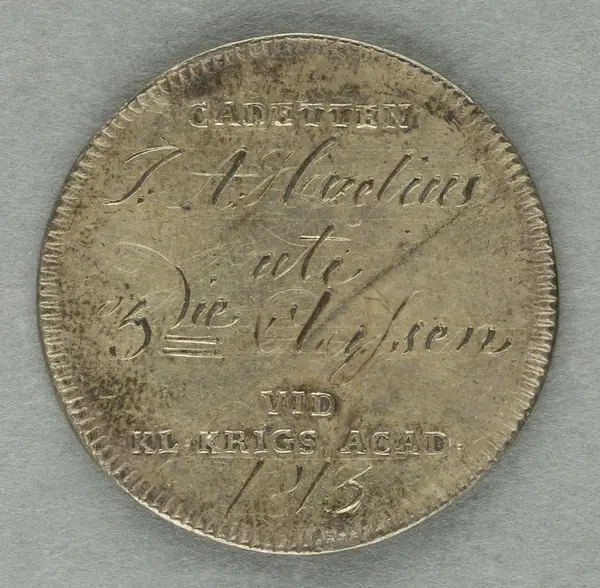 CADETTEN
J. A. Hazelius
uti
3die Classen
VID
KL. KRIGS ACAD.
1813